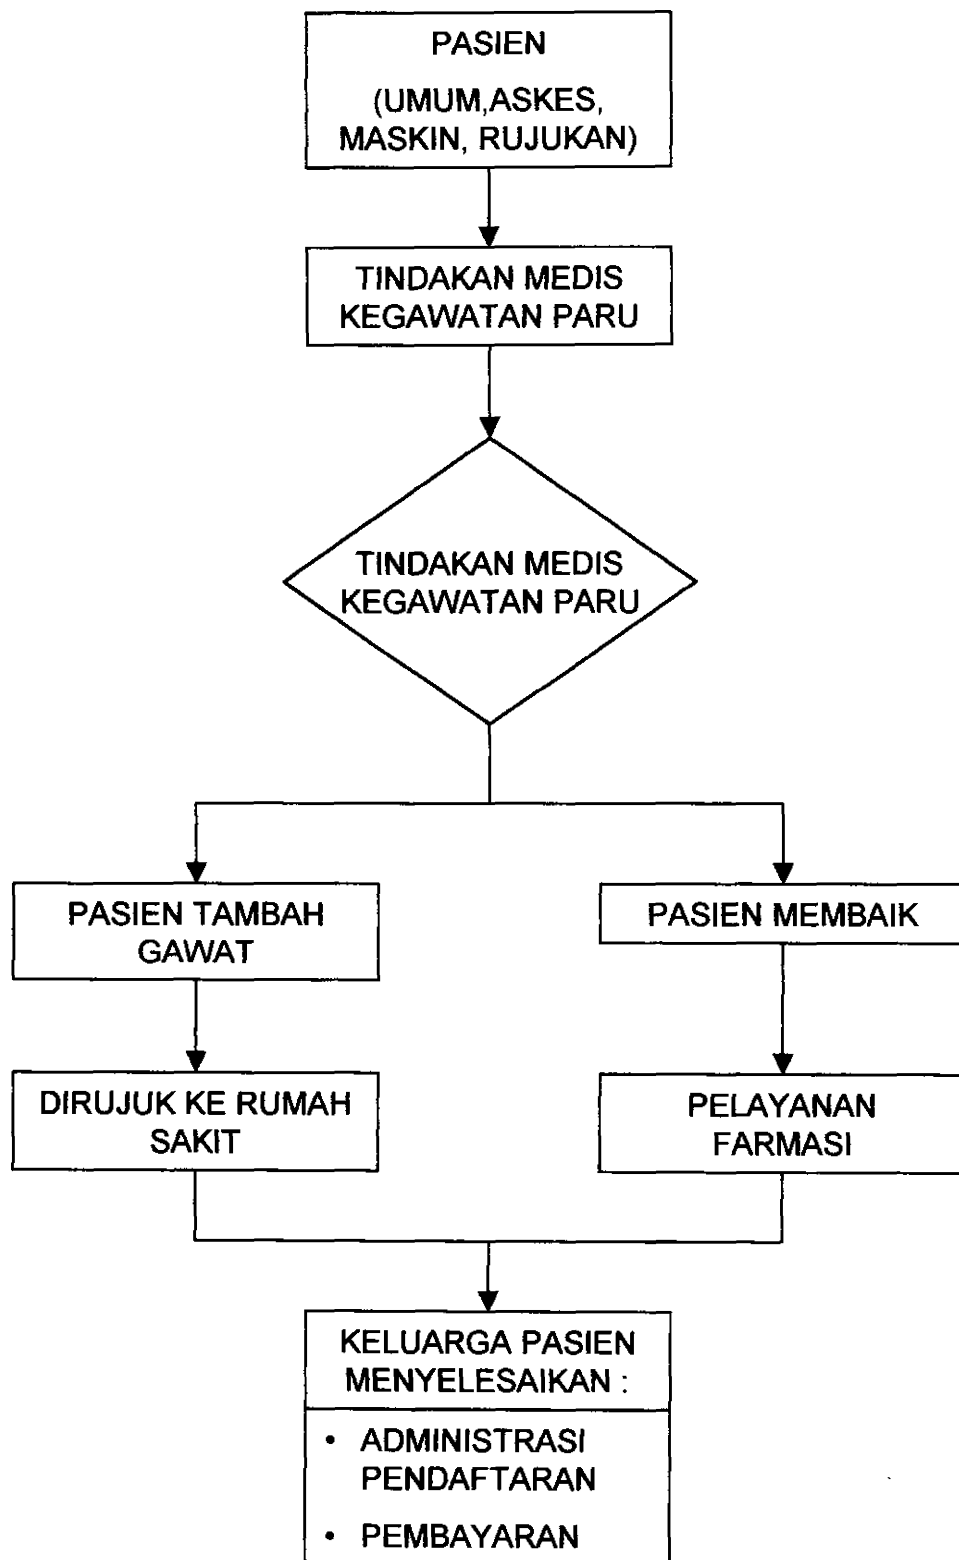 PASIEN
(UMUM,ASKES,
MASKIN, RUJUKAN)
TINDAKAN MEDIS
KEGAWATAN PARU
TINDAKAN MEDIS
KEGAWATAN PARU
PASIEN TAMBAH
GAWAT
PASIEN MEMBAIK
DIRUJUK KE RUMAH
SAKIT
PELAYANAN
FARMASI
KELUARGA PASIEN
MENYELESAIKAN :
• ADMINISTRASI
PENDAFTARAN
• PEMBAYARAN